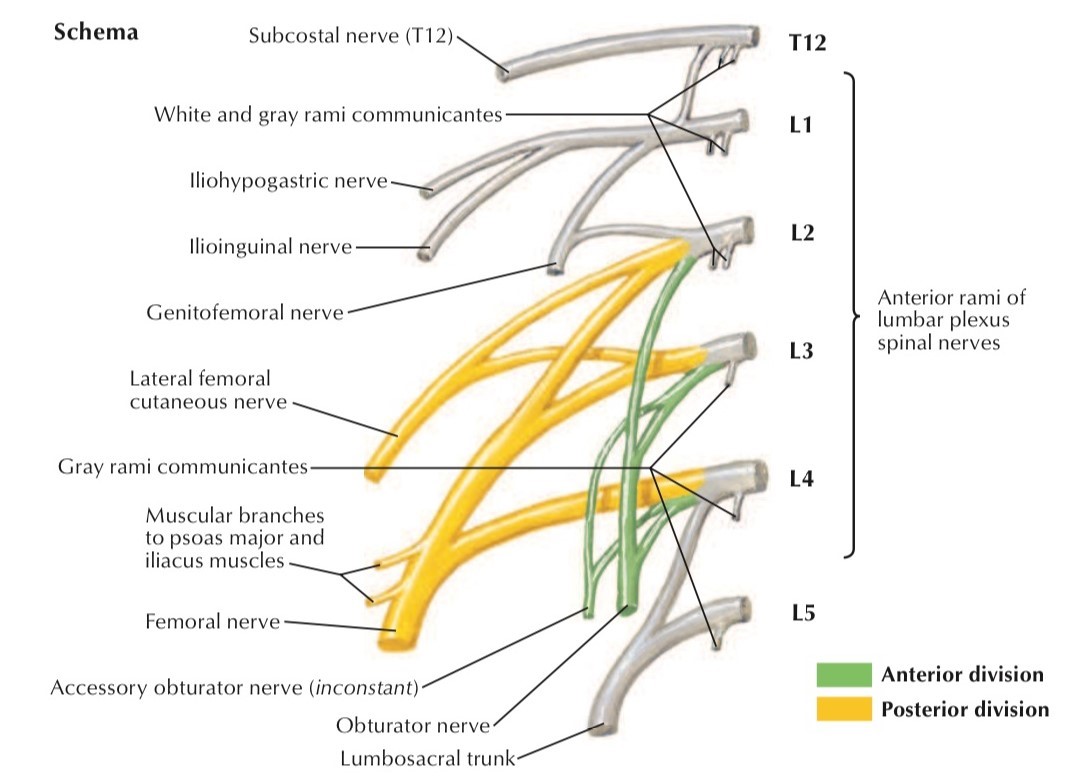 Schema
Subcostal nerve (T12)
T12
White and gray rami communicantes
L1
Iliohypogastric nerve
Ilioinguinal nerve
L2
Genitofemoral nerve
Anterior rami of
lumbar plexus
spinal nerves
L3
Lateral femoral
cutaneous nerve
Gray rami communicantes
L4
Muscular branches
to psoas major and
iliacus muscles
Femoral nerve
L5
Accessory obturator nerve (inconstant)
Obturator nerve
Lumbosacral trunk
Anterior division
Posterior division